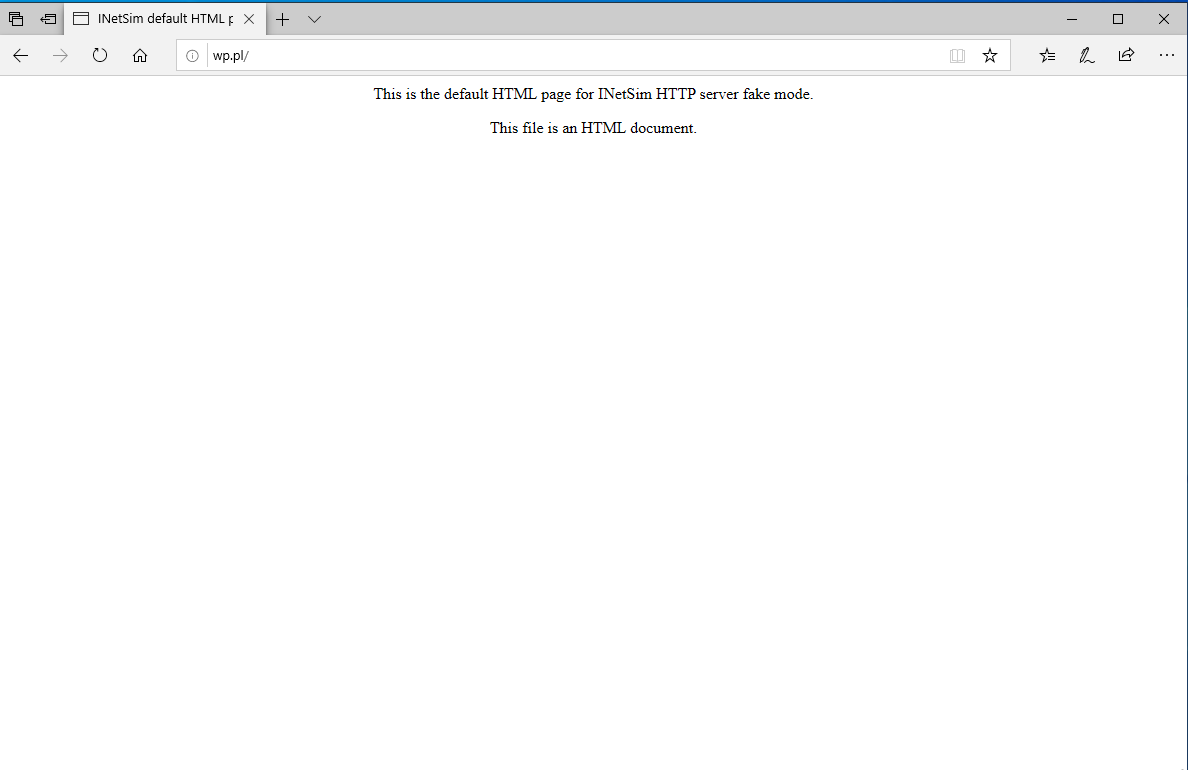 INetSim default HTML p
wp.pl/
This is the default HTML page for INetSim HTTP server fake mode.
This file is an HTML document.